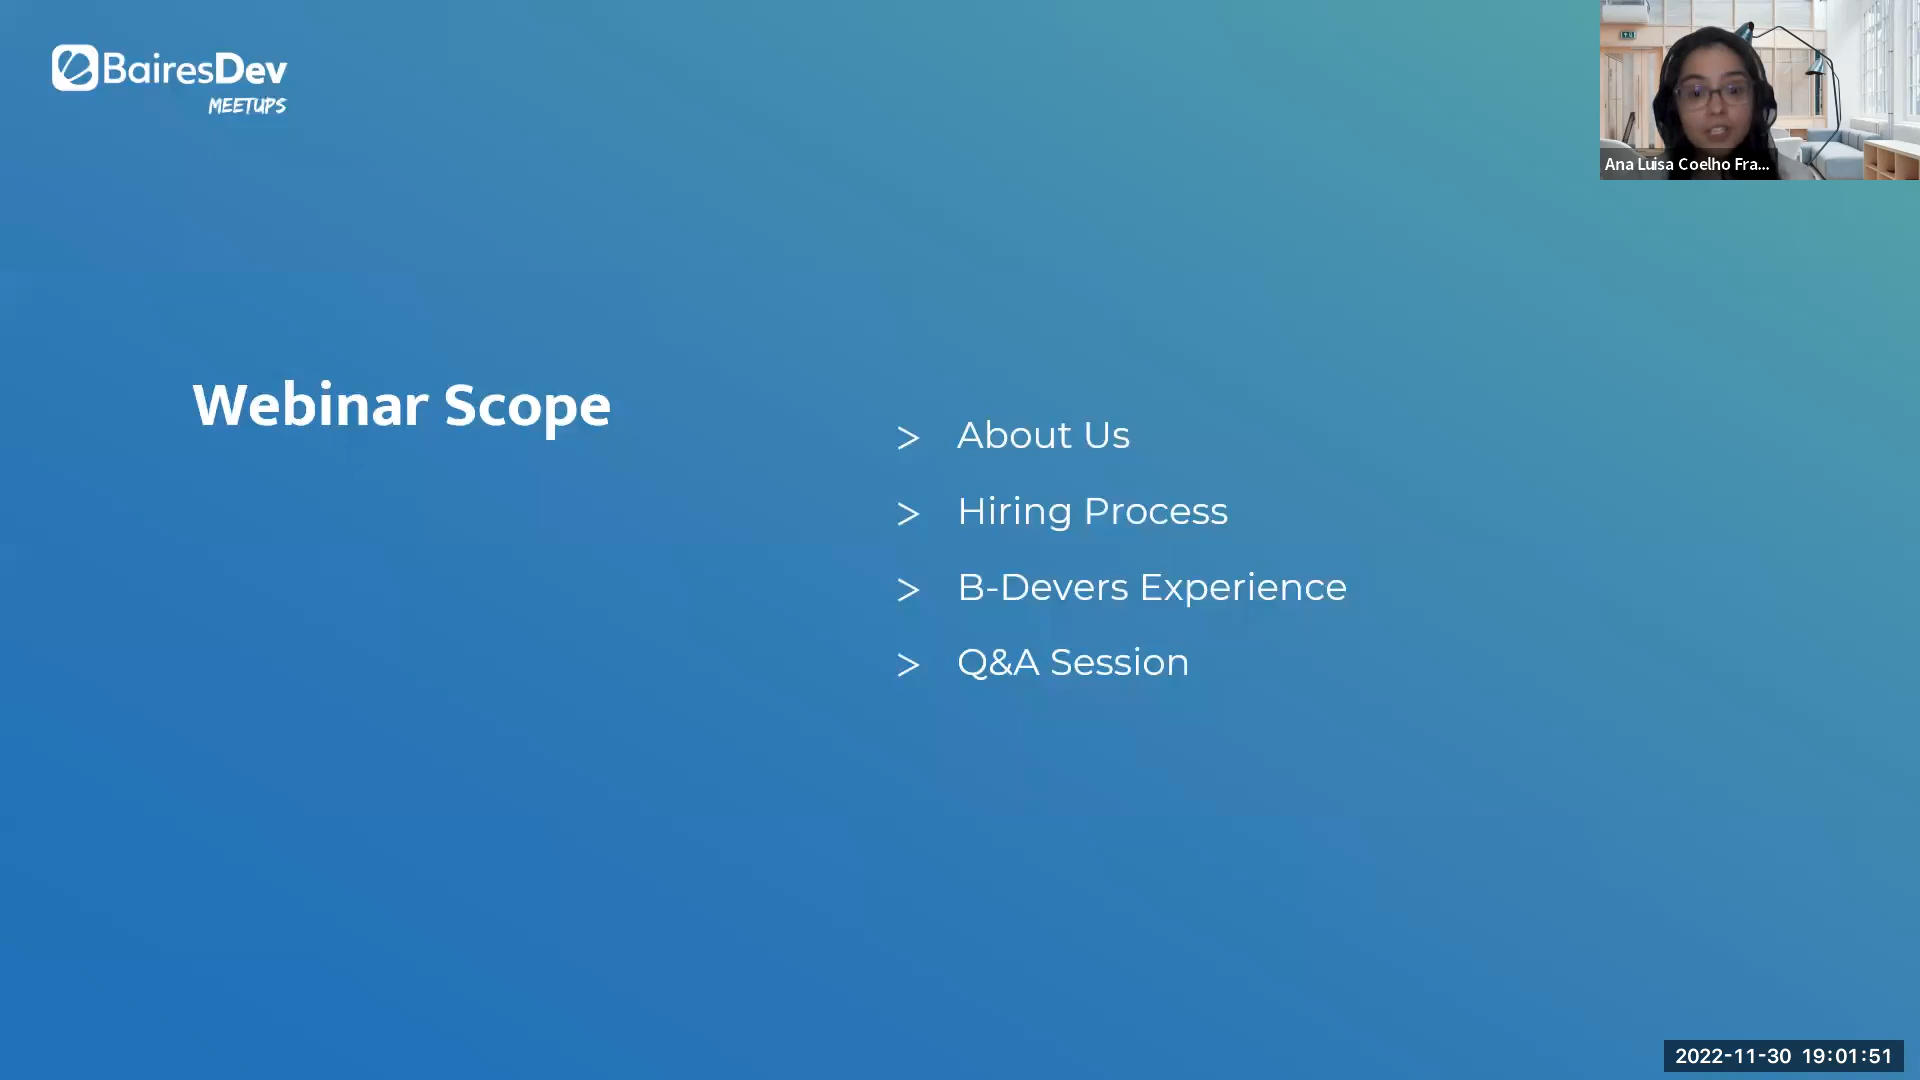 BairesDev
MEETUPS
Ana Luisa Coelho Fra...
Webinar Scope
> About Us
> Hiring Process
> B-Devers Experience
> Q&A Session
2022-11-30 19:01:51